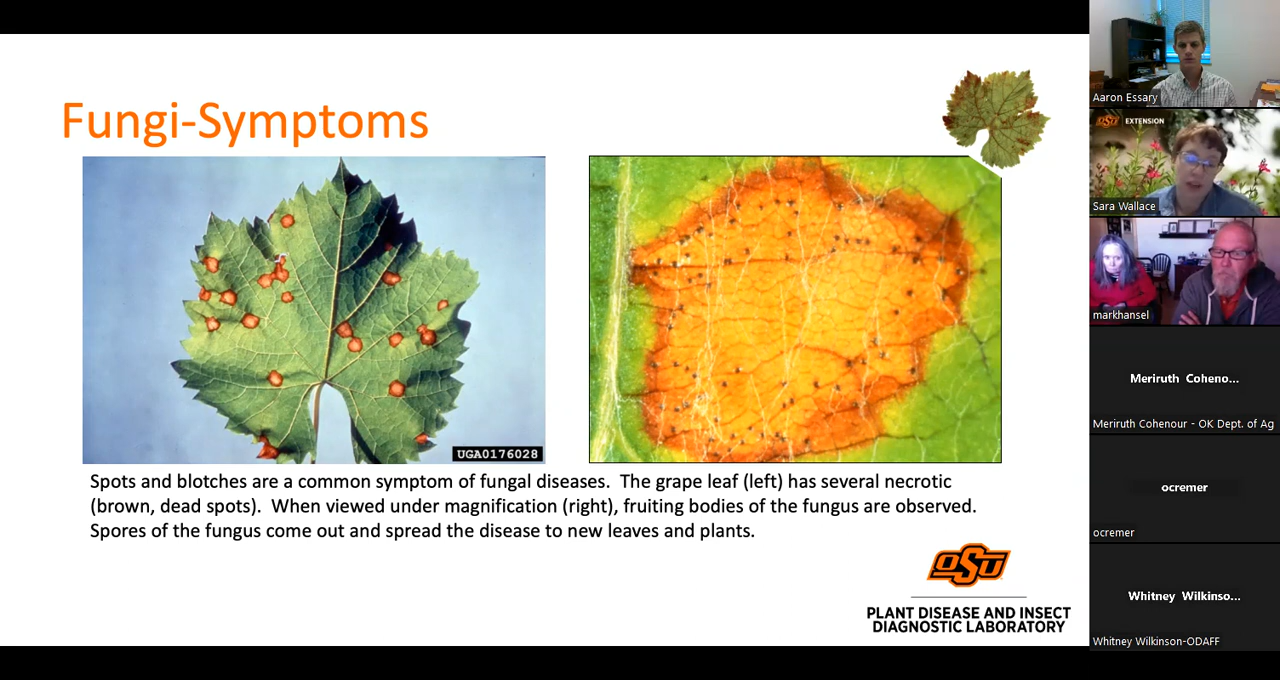 Fungi-Symptoms
UGA0176028
Spots and blotches are a common symptom of fungal diseases.  The grape leaf (left) has several necrotic
(brown, dead spots).  When viewed under magnification (right), fruiting bodies of the fungus are observed.
Spores of the fungus come out and spread the disease to new leaves and plants.
OSU
PLANT DISEASE AND INSECT
DIAGNOSTIC LABORATORY
Aaron Essary
OSU EXTENSION
Sara Wallace
markhansel
Meriruth Coheno...
Meriruth Cohenour - OK Dept. of Ag
ocremer
ocremer
Whitney Wilkinso...
Whitney Wilkinson-ODAFF